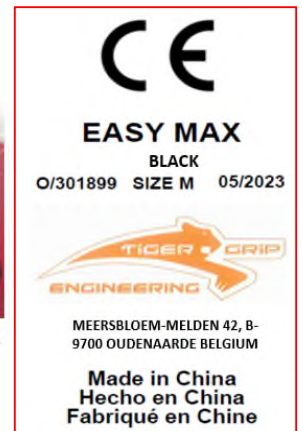 CE
EASY MAX
BLACK
O/301899 SIZE M 05/2023
TIGER GRIP
ENGINEERING
MEERSBLOEM-MELDEN 42, B-
9700 OUDENAARDE BELGIUM
Made in China
Hecho en China
Fabriqué en Chine